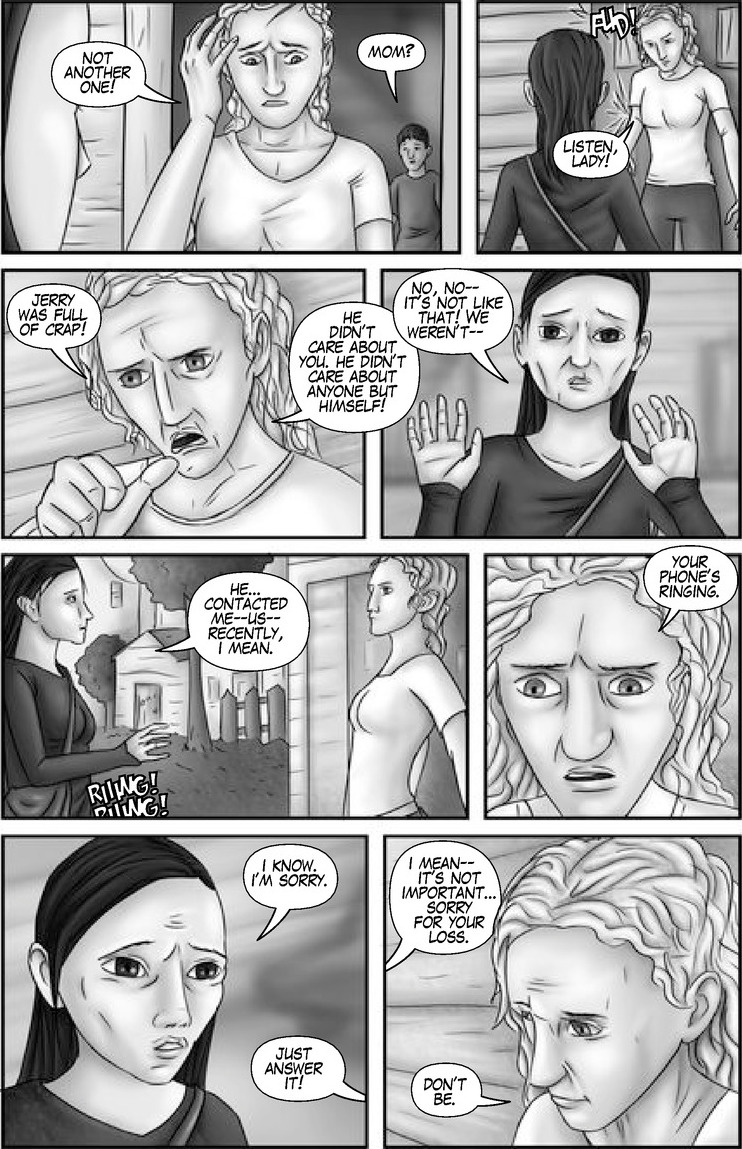 NOT
ANOTHER
ONE!
MOM?
FUD!
LISTEN,
LADY!
JERRY
WAS FULL
OF CRAP!
HE
DIDN'T
CARE ABOUT
YOU. HE DIDN'T
CARE ABOUT
ANYONE BUT
HIMSELF!
NO, NO--
IT'S NOT LIKE
THAT! WE
WEREN'T--
HE...
CONTACTED
ME--US--
RECENTLY,
I MEAN.
RIIING!
RIIING!
YOUR
PHONE'S
RINGING.
I KNOW.
I'M SORRY.
JUST
ANSWER
IT!
I MEAN--
IT'S NOT
IMPORTANT...
SORRY
FOR YOUR
LOSS.
DON'T
BE.